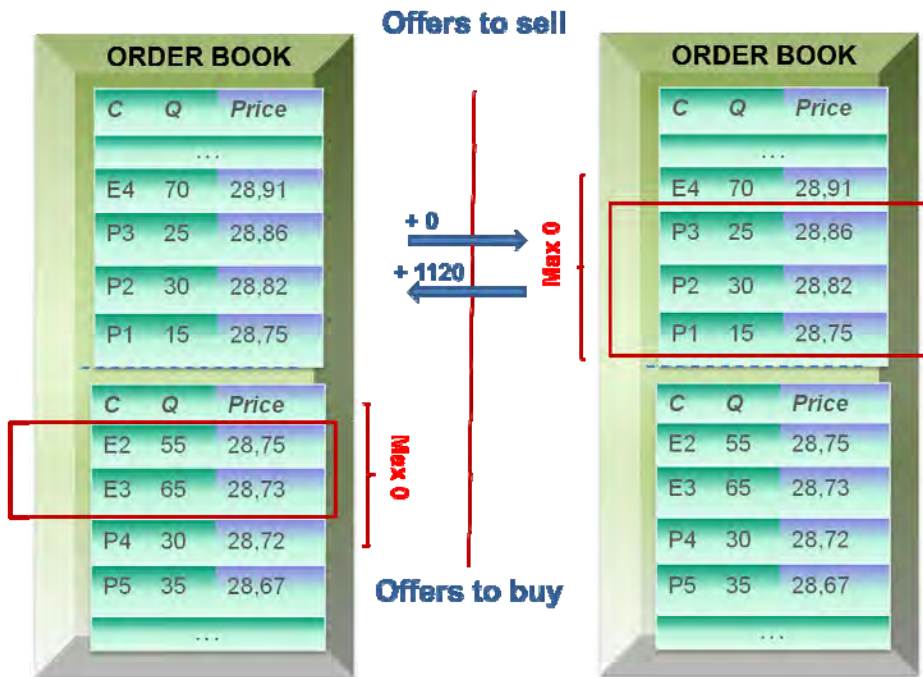 Offers to sell
ORDER BOOK
C Q Price
...
E4 70 28,91
P3 25 28,86
P2 30 28,82
P1 15 28,75
C Q Price
E2 55 28,75
E3 65 28,73
P4 30 28,72
P5 35 28,67
...
Max 0
+ 0
+ 1120
Max 0
Offers to buy
ORDER BOOK
C Q Price
...
E4 70 28,91
P3 25 28,86
P2 30 28,82
P1 15 28,75
C Q Price
E2 55 28,75
E3 65 28,73
P4 30 28,72
P5 35 28,67
...